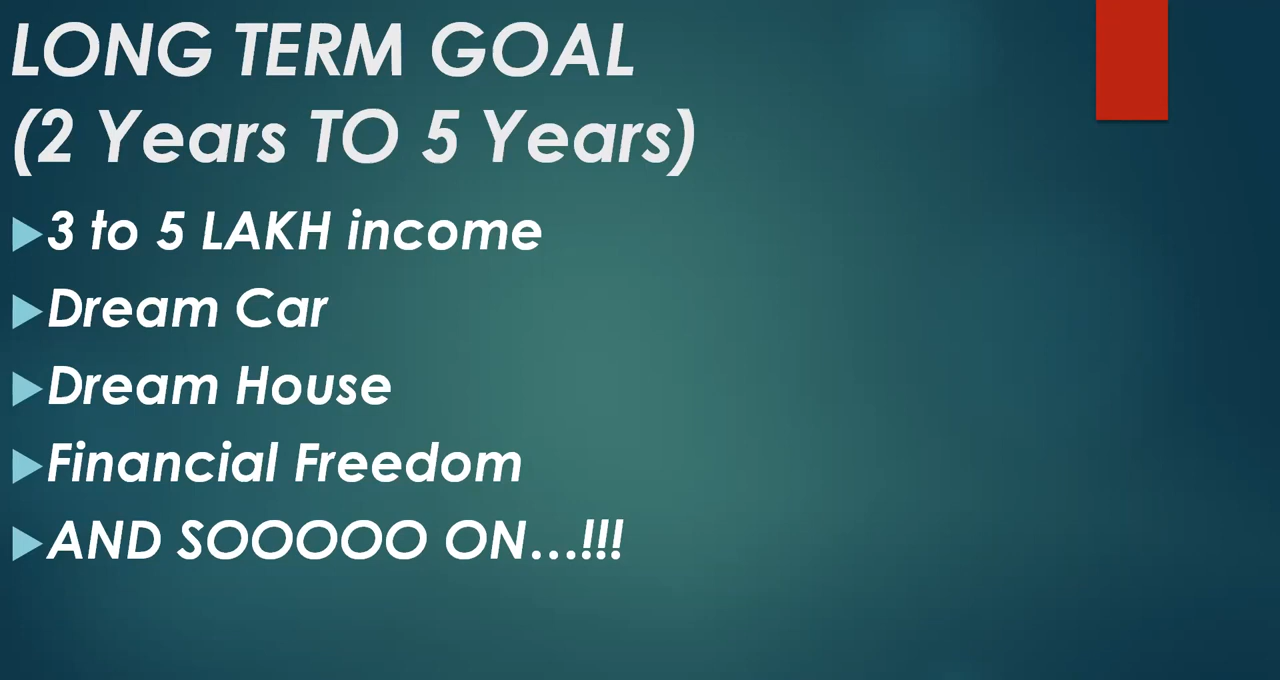 LONG TERM GOAL
(2 Years TO 5 Years)
3 to 5 LAKH income
Dream Car
Dream House
Financial Freedom
AND SOOOOO ON...!!!